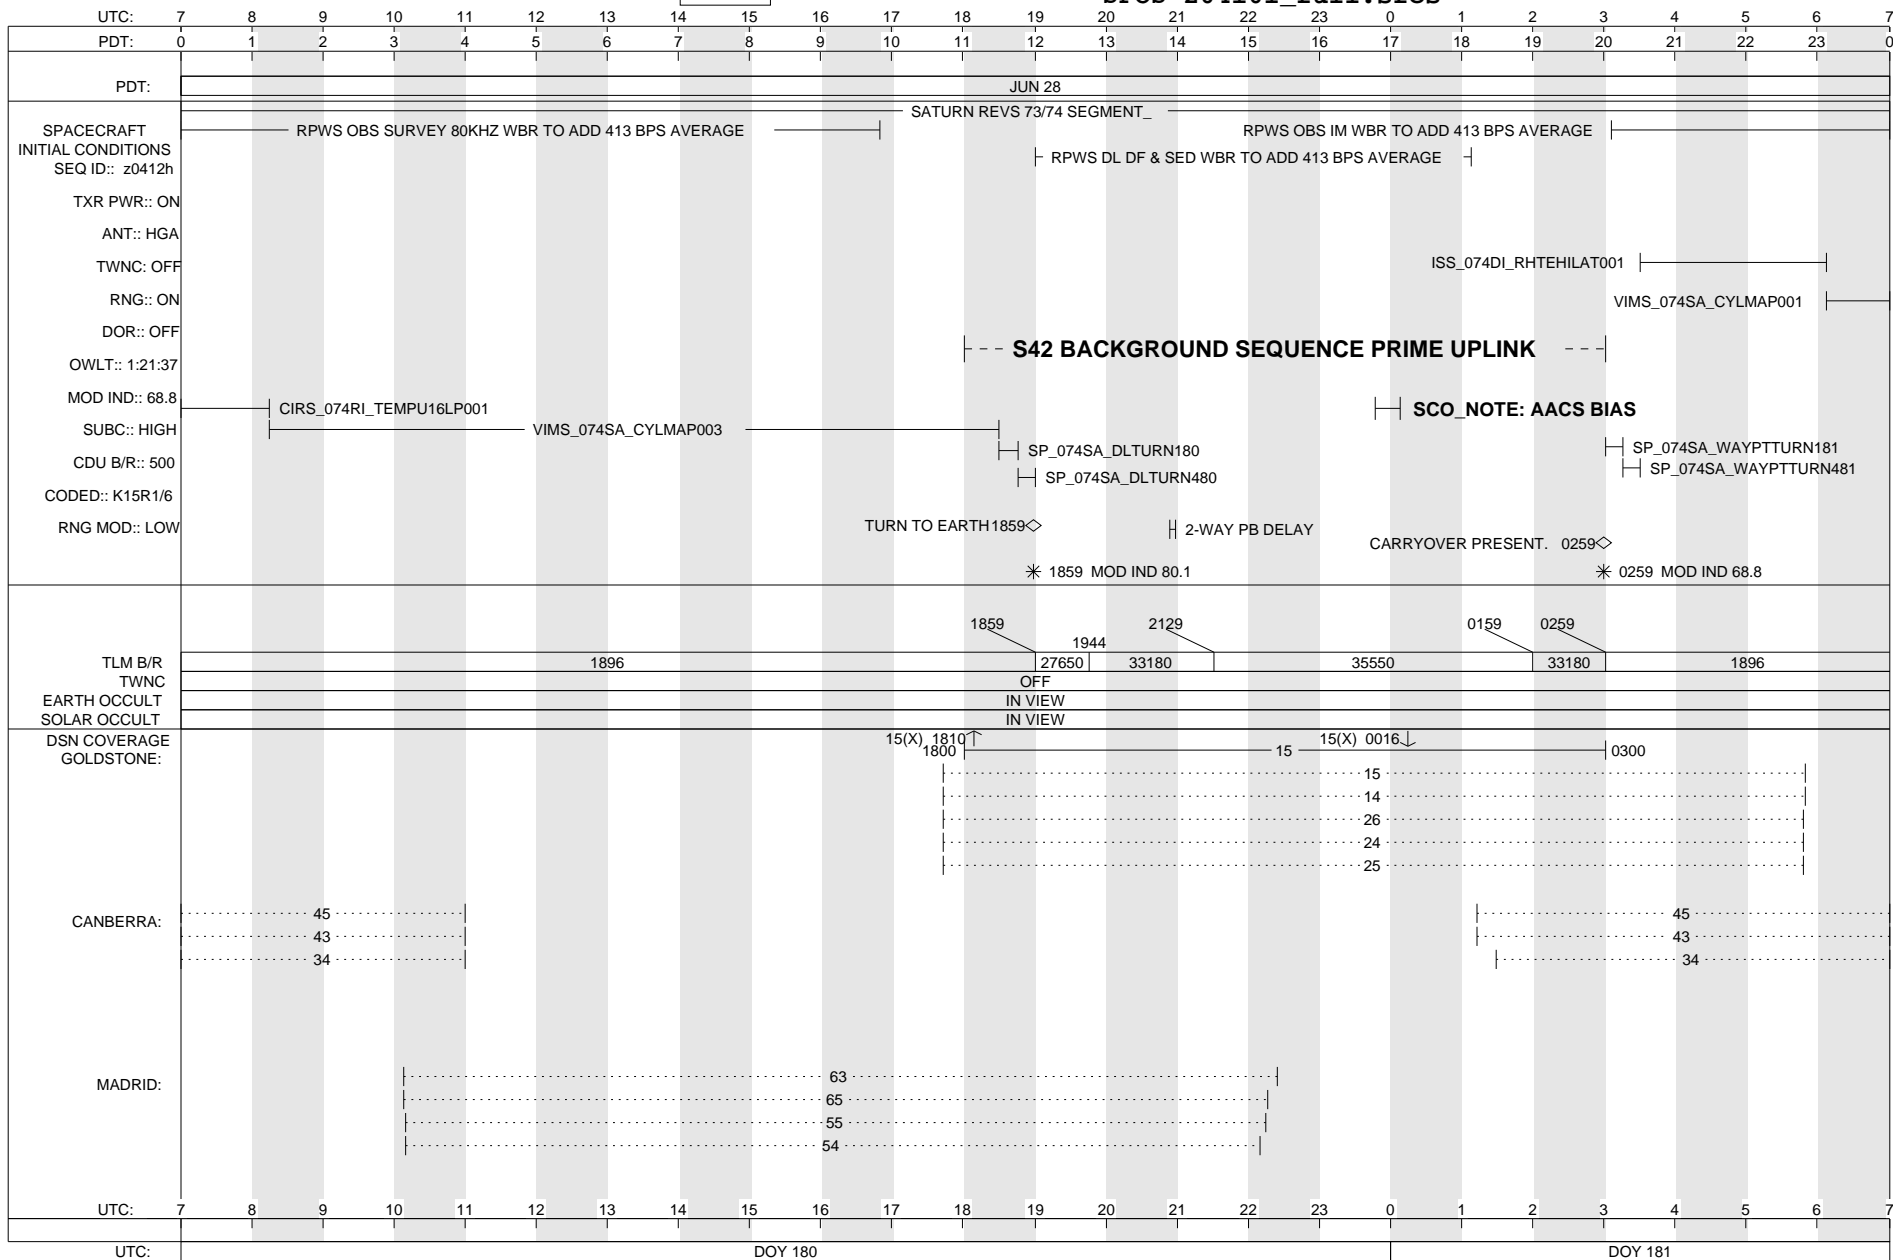 UTC: 7 8 9 10 11 12 13 14 15 16 17 18 19 20 21 22 23 0 1 2 3 4 5 6 7
PDT: 0 1 2 3 4 5 6 7 8 9 10 11 12 13 14 15 16 17 18 19 20 21 22 23 0
PDT: JUN 28
SATURN REVS 73/74 SEGMENT_
SPACECRAFT RPWS OBS SURVEY 80KHZ WBR TO ADD 413 BPS AVERAGE RPWS OBS IM WBR TO ADD 413 BPS AVERAGE
INITIAL CONDITIONS
RPWS DL DF & SED WBR TO ADD 413 BPS AVERAGE
SEQ ID:: z0412h
TXR PWR:: ON
ANT:: HGA
TWNC: OFF ISS_074DI_RHTEHILAT001
RNG:: ON VIMS_074SA_CYLMAP001
DOR:: OFF
S42 BACKGROUND SEQUENCE PRIME UPLINK
OWLT:: 1:21:37
MOD IND:: 68.8
CIRS_074RI_TEMPU16LP001 SCO_NOTE: AACS BIAS
SUBC:: HIGH VIMS_074SA_CYLMAP003
SP_074SA_DLTURN180 SP_074SA_WAYPTTURN181
CDU B/R:: 500 SP_074SA_WAYPTTURN481
SP_074SA_DLTURN480
CODED:: K15R1/6
RNG MOD:: LOW TURN TO EARTH 1859 2-WAY PB DELAY
CARRYOVER PRESENT. 0259
1859 MOD IND 80.1 0259 MOD IND 68.8
1859 2129 0159 0259
1944
TLM B/R 1896 27650 33180 35550 33180 1896
TWNC OFF
EARTH OCCULT IN VIEW
SOLAR OCCULT IN VIEW
DSN COVERAGE 15(X) 1810 15(X) 0016
GOLDSTONE: 1800 15 0300
15
14
26
24
25
CANBERRA: 45 45
43 43
34 34
MADRID: 63
65
55
54
UTC: 7 8 9 10 11 12 13 14 15 16 17 18 19 20 21 22 23 0 1 2 3 4 5 6 7
UTC: DOY 180 DOY 181